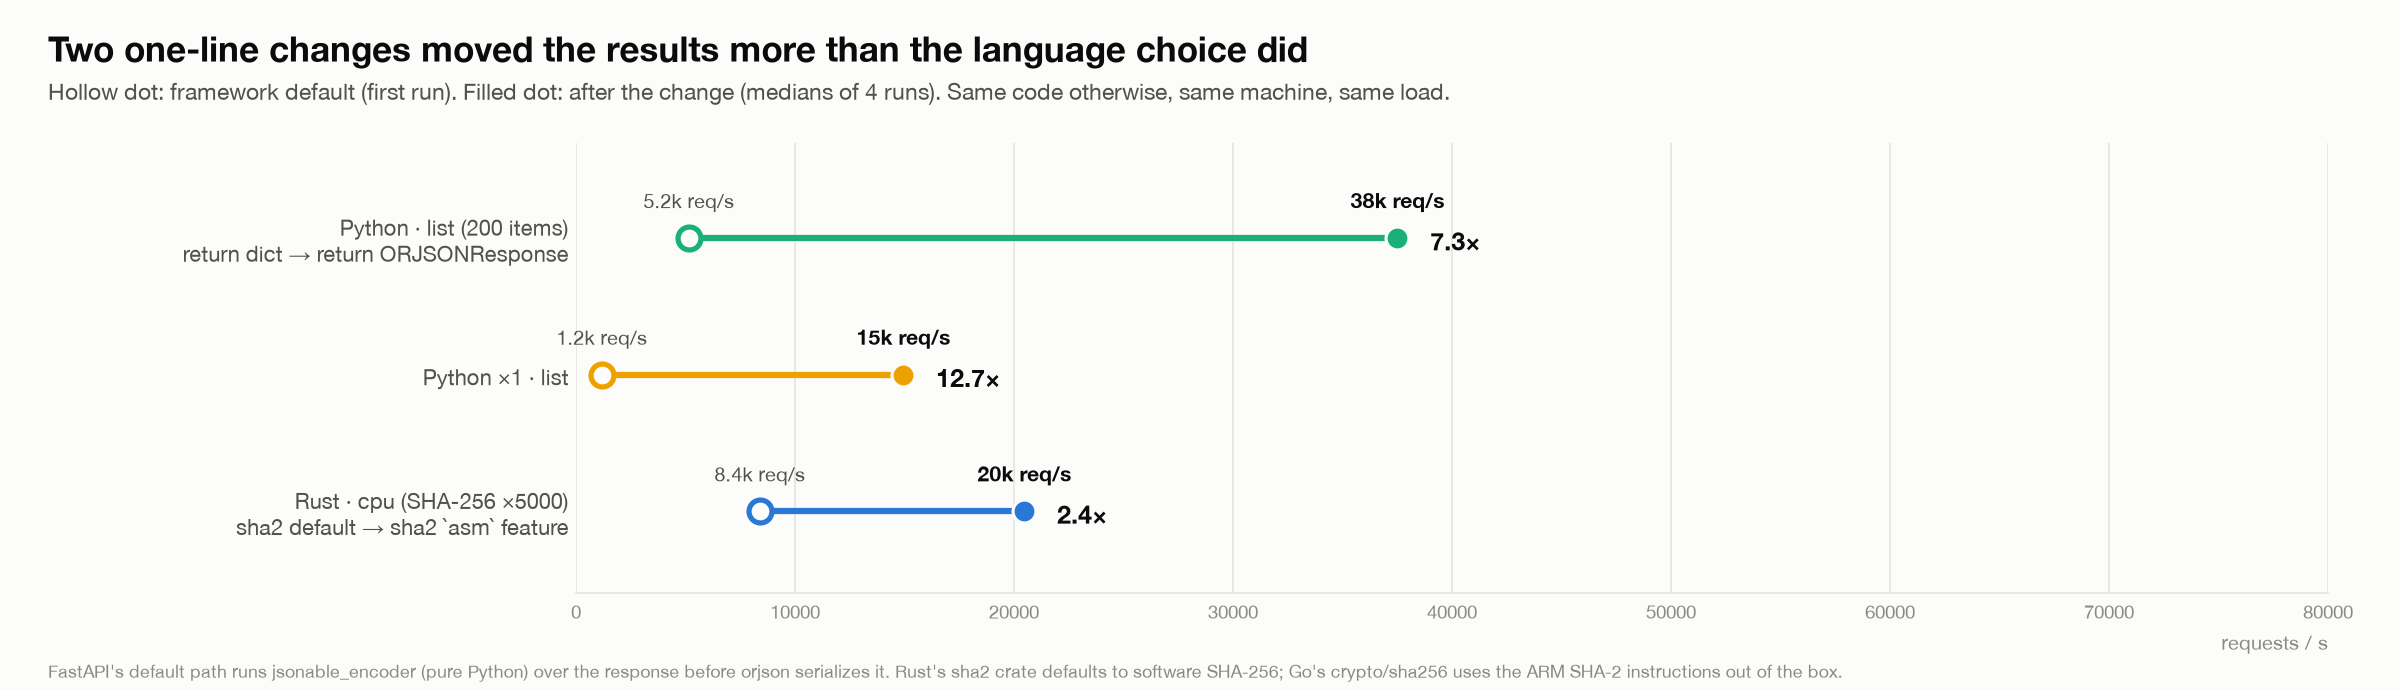 Two one-line changes moved the results more than the language choice did
Hollow dot: framework default (first run). Filled dot: after the change (medians of 4 runs). Same code otherwise, same machine, same load.
5.2k req/s
38k req/s
Python · list (200 items)
return dict → return ORJSONResponse
7.3×
1.2k req/s
15k req/s
Python ×1 · list
12.7×
8.4k req/s
20k req/s
Rust · cpu (SHA-256 ×5000)
sha2 default → sha2 `asm` feature
2.4×
0 10000 20000 30000 40000 50000 60000 70000 80000
requests / s
FastAPI's default path runs jsonable_encoder (pure Python) over the response before orjson serializes it. Rust's sha2 crate defaults to software SHA-256; Go's crypto/sha256 uses the ARM SHA-2 instructions out of the box.